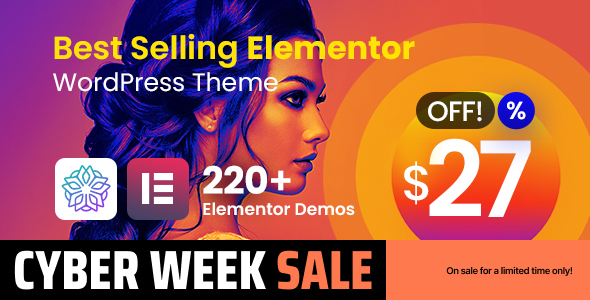 Best Selling Elementor
WordPress Theme
OFF! %
$27
220+
Elementor Demos
CYBER WEEK SALE
On sale for a limited time only!